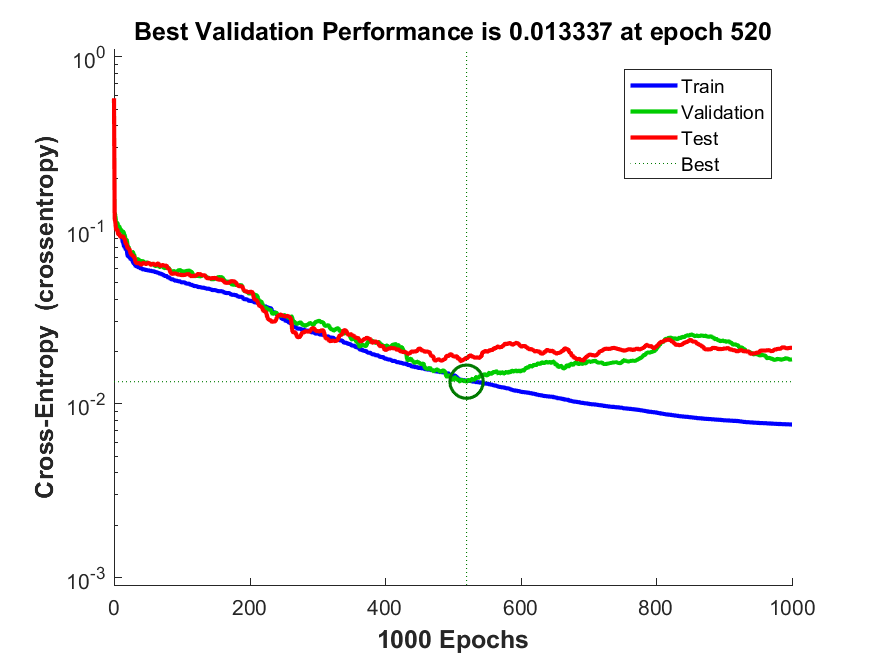 Best Validation Performance is 0.013337 at epoch 520
Cross-Entropy (crossentropy)
10^0
10^-1
10^-2
10^-3
Train
Validation
Test
Best
0 200 400 600 800 1000
1000 Epochs